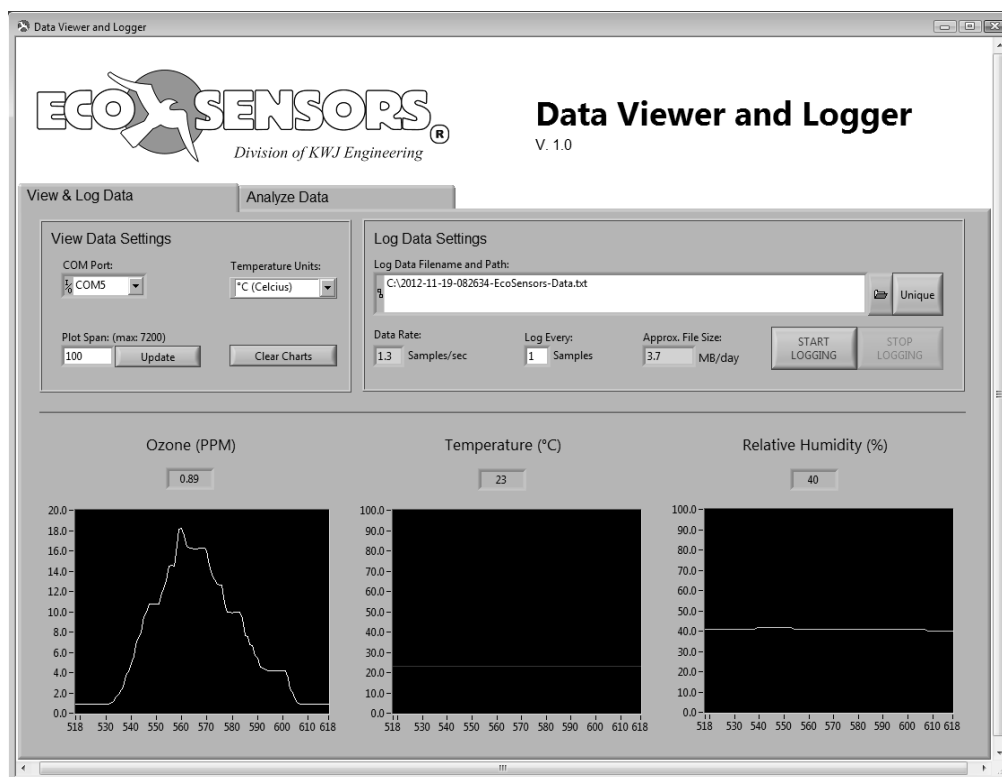 Data Viewer and Logger
ECO SENSORS®
Division of KWJ Engineering
Data Viewer and Logger
V. 1.0
View & Log Data
Analyze Data
View Data Settings
COM Port:
COM5
Temperature Units:
°C (Celcius)
Plot Span: (max: 7200)
100
Update
Clear Charts
Log Data Settings
Log Data Filename and Path:
C:\2012-11-19-082634-EcoSensors-Data.txt
Unique
Data Rate:
1.3 Samples/sec
Log Every:
1 Samples
Approx. File Size:
3.7 MB/day
START
LOGGING
STOP
LOGGING
Ozone (PPM)
0.89
20.0
18.0
16.0
14.0
12.0
10.0
8.0
6.0
4.0
2.0
0.0
518 530 540 550 560 570 580 590 600 610 618
Temperature (°C)
23
100.0
90.0
80.0
70.0
60.0
50.0
40.0
30.0
20.0
10.0
0.0
518 530 540 550 560 570 580 590 600 610 618
Relative Humidity (%)
40
100.0
90.0
80.0
70.0
60.0
50.0
40.0
30.0
20.0
10.0
0.0
518 530 540 550 560 570 580 590 600 610 618